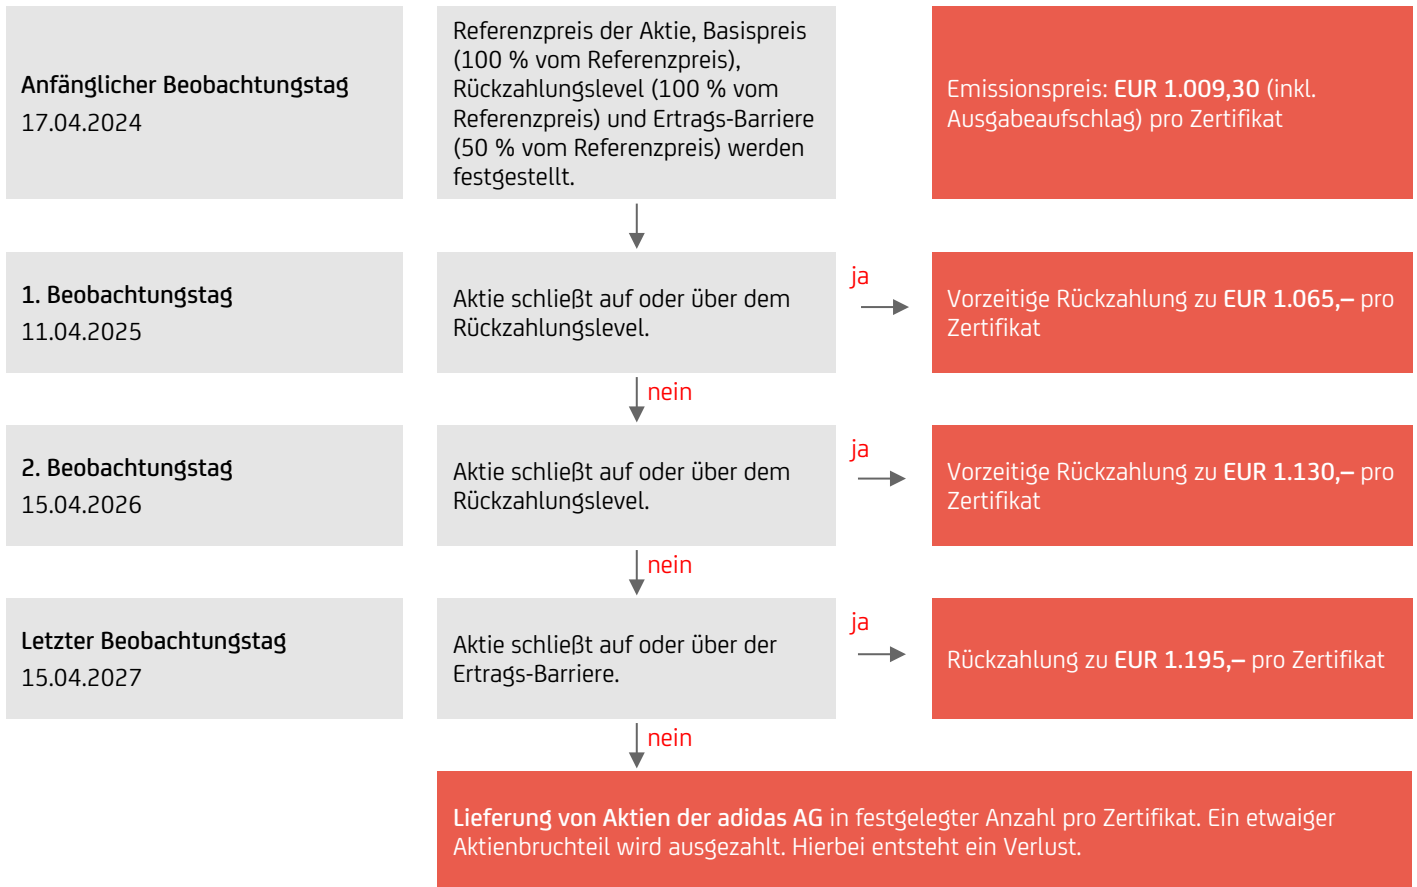 Anfänglicher Beobachtungstag
17.04.2024
Referenzpreis der Aktie, Basispreis
(100 % vom Referenzpreis),
Rückzahlungslevel (100 % vom
Referenzpreis) und Ertrags-Barriere
(50 % vom Referenzpreis) werden
festgestellt.
Emissionspreis: EUR 1.009,30 (inkl.
Ausgabeaufschlag) pro Zertifikat
1. Beobachtungstag
11.04.2025
Aktie schließt auf oder über dem
Rückzahlungslevel.
ja
Vorzeitige Rückzahlung zu EUR 1.065,– pro
Zertifikat
nein
2. Beobachtungstag
15.04.2026
Aktie schließt auf oder über dem
Rückzahlungslevel.
ja
Vorzeitige Rückzahlung zu EUR 1.130,– pro
Zertifikat
nein
Letzter Beobachtungstag
15.04.2027
Aktie schließt auf oder über der
Ertrags-Barriere.
ja
Rückzahlung zu EUR 1.195,– pro Zertifikat
nein
Lieferung von Aktien der adidas AG in festgelegter Anzahl pro Zertifikat. Ein etwaiger
Aktienbruchteil wird ausgezahlt. Hierbei entsteht ein Verlust.